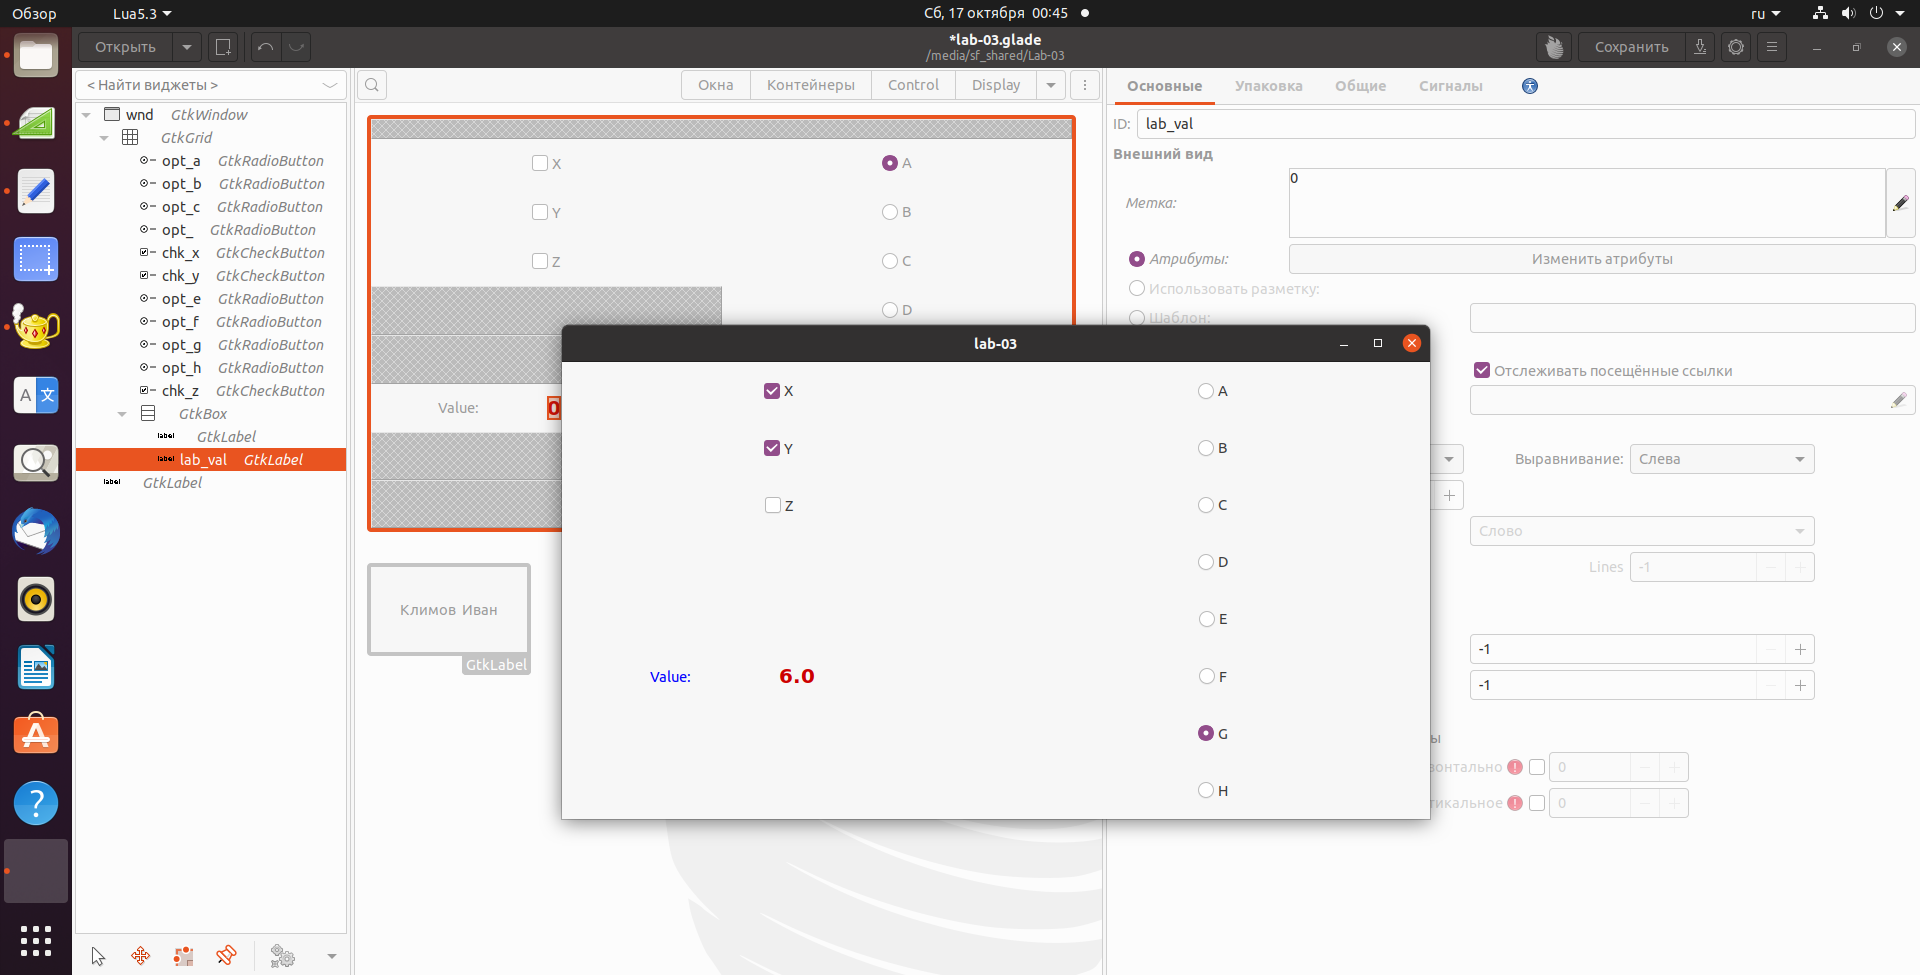 Обзор
Lua5.3
Сб, 17 октября 00:45
ru
Открыть
*lab-03.glade
/media/sf_shared/Lab-03
Сохранить
< Найти виджеты >
wnd GtkWindow
GtkGrid
opt_a GtkRadioButton
opt_b GtkRadioButton
opt_c GtkRadioButton
opt_ GtkRadioButton
chk_x GtkCheckButton
chk_y GtkCheckButton
opt_e GtkRadioButton
opt_f GtkRadioButton
opt_g GtkRadioButton
opt_h GtkRadioButton
chk_z GtkCheckButton
GtkBox
label GtkLabel
label lab_val GtkLabel
label GtkLabel
Окна
Контейнеры
Control
Display
X
A
Y
B
Z
C
D
Value:
0
Климов Иван
GtkLabel
lab-03
X
A
Y
B
Z
C
D
E
Value:
6.0
F
G
H
Основные
Упаковка
Общие
Сигналы
ID:
lab_val
Внешний вид
Метка:
0
Атрибуты:
Изменить атрибуты
Использовать разметку:
Шаблон:
Отслеживать посещённые ссылки
Выравнивание:
Слева
Слово
Lines
-1
-1
-1
ы
зонтально
0
тикальное
0